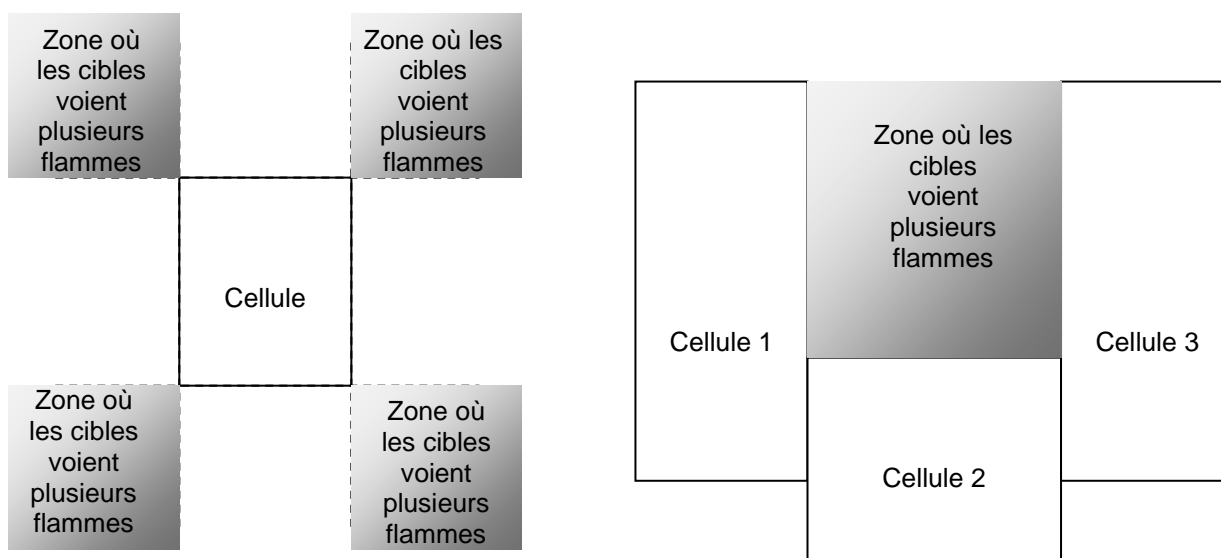 Zone où
les cibles
voient
plusieurs
flammes
Zone où les
cibles
voient
plusieurs
flammes
Cellule
Zone où
les cibles
voient
plusieurs
flammes
Zone où
les cibles
voient
plusieurs
flammes
Zone où les
cibles
voient
plusieurs
flammes
Cellule 1
Cellule 3
Cellule 2